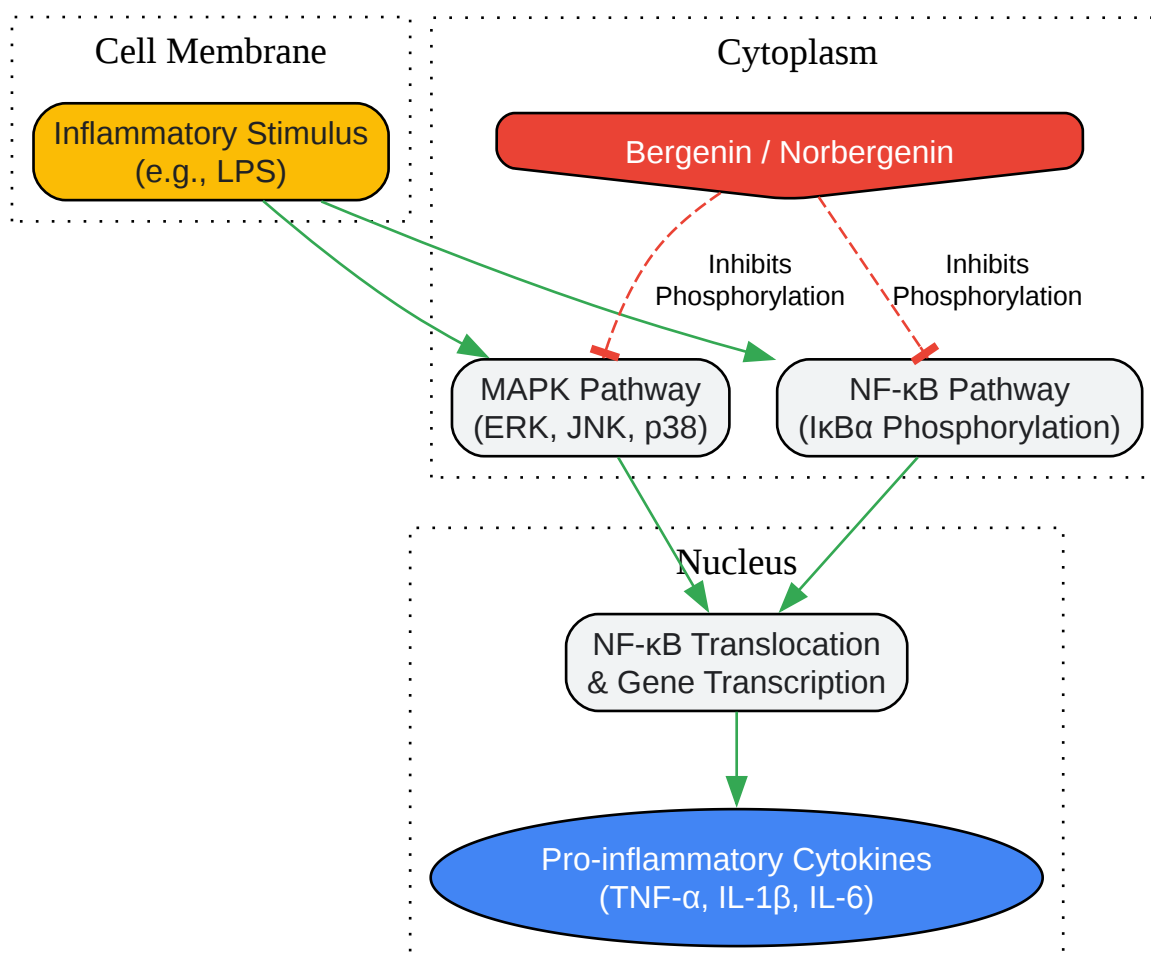 Cell Membrane
Inflammatory Stimulus
(e.g., LPS)
Cytoplasm
Bergenin / Norbergenin
Inhibits
Phosphorylation
Inhibits
Phosphorylation
MAPK Pathway
(ERK, JNK, p38)
NF-κB Pathway
(IκBα Phosphorylation)
Nucleus
NF-κB Translocation
& Gene Transcription
Pro-inflammatory Cytokines
(TNF-α, IL-1β, IL-6)